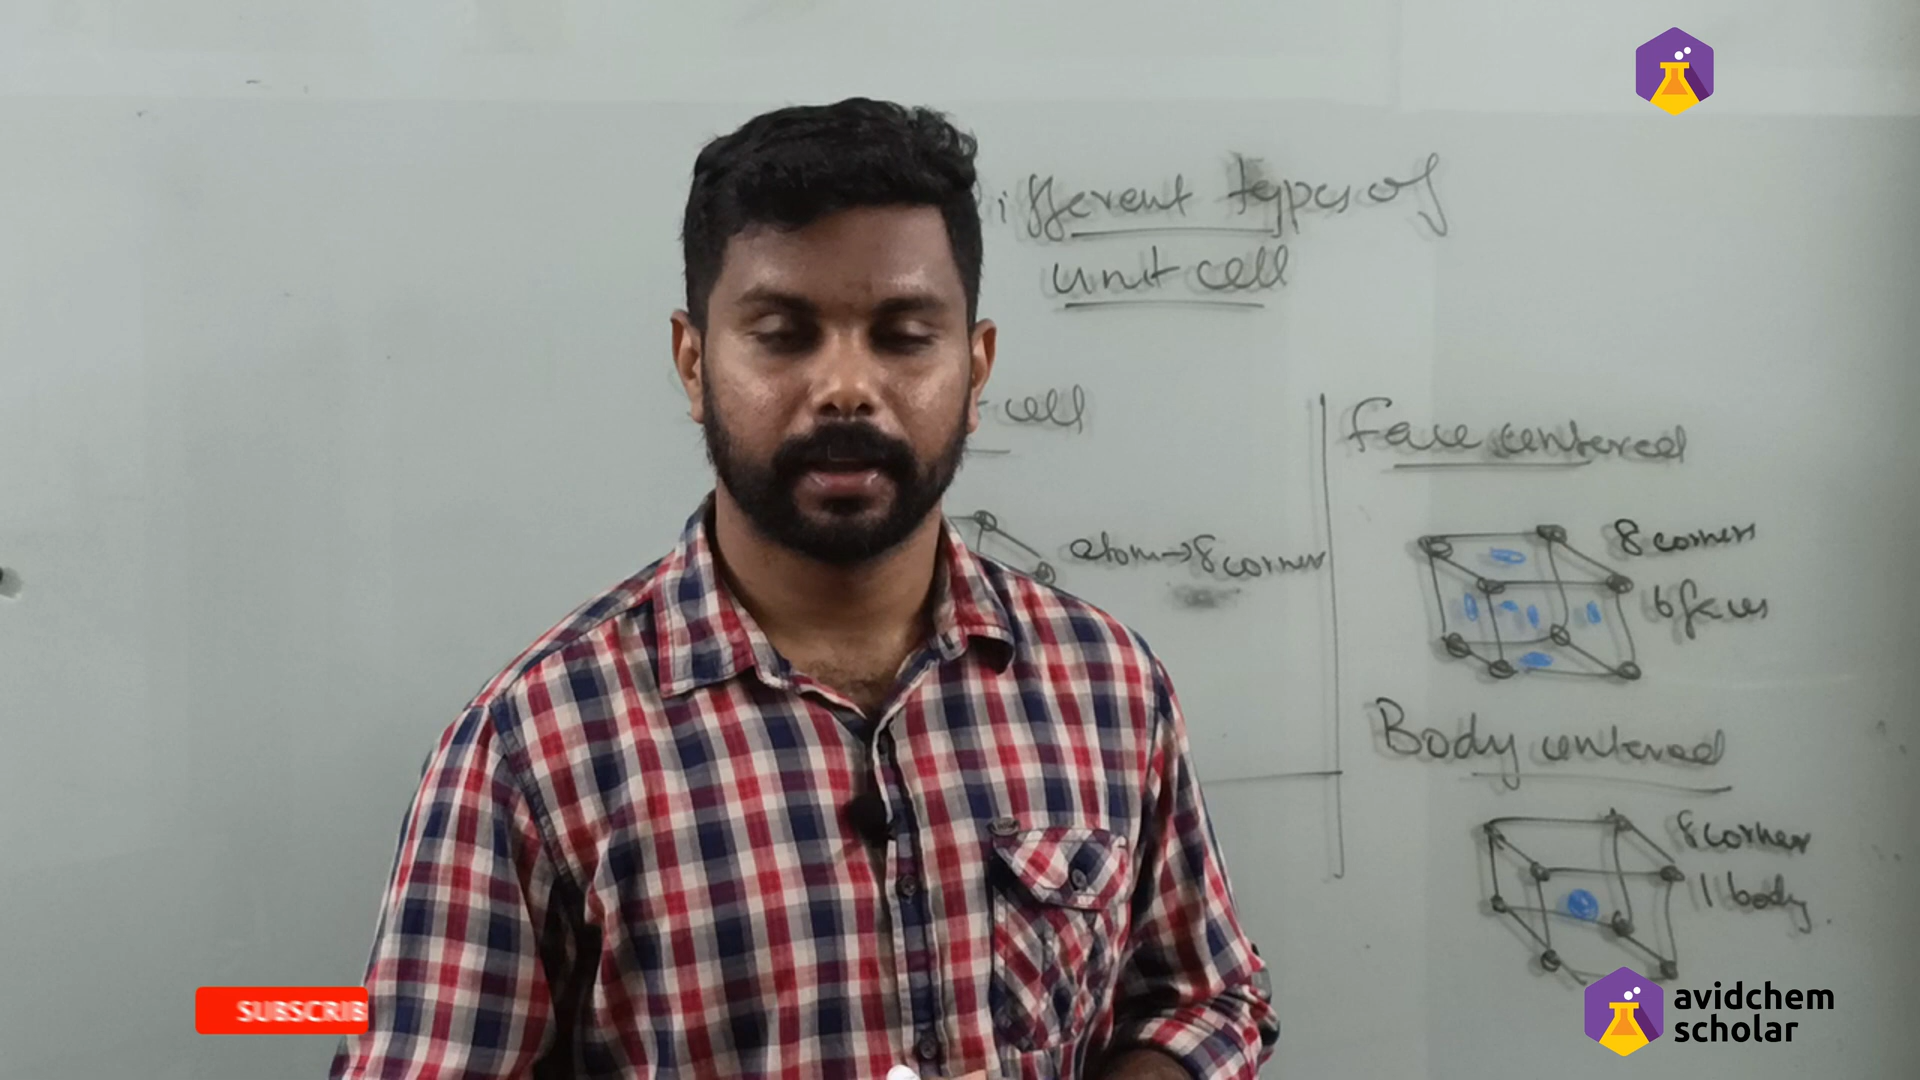 ifferent types of
unit cell
cell
atom→8 corner
Face centered
8 corners
6 faces
Body centered
8 corner
1 body
SUBSCRIB
avidchem
scholar